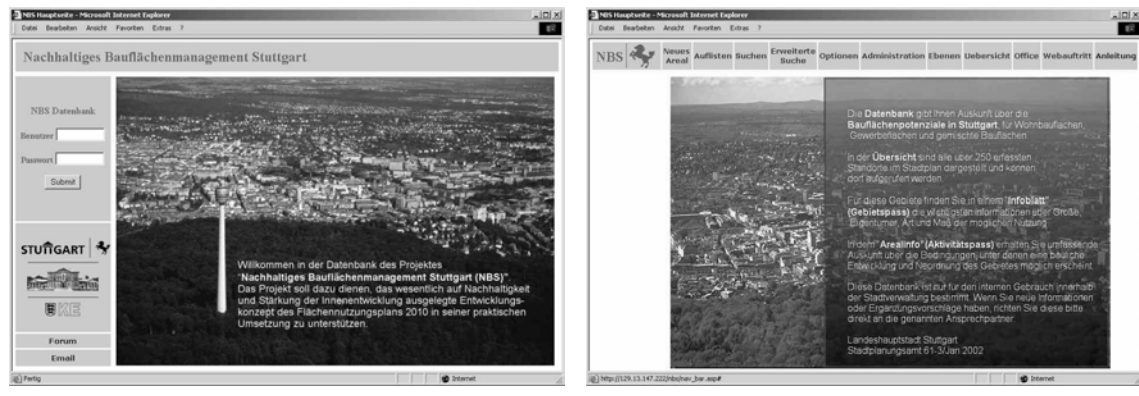 NBS Hauptseite - Microsoft Internet Explorer
Datei Bearbeiten Ansicht Favoriten Extras ?
Nachhaltiges Bauflächenmanagement Stuttgart
NBS Datenbank
Benutzer
Passwort
Submit
STUTTGART
KE
Forum
Email
Willkommen in der Datenbank des Projektes
"Nachhaltiges Bauflächenmanagement Stuttgart (NBS)".
Das Projekt soll dazu dienen, das wesentlich auf Nachhaltigkeit
und Stärkung der Innenentwicklung ausgelegte Entwicklungs-
konzept des Flächennutzungsplans 2010 in seiner praktischen
Umsetzung zu unterstützen.
Fertig
Internet
NBS Hauptseite - Microsoft Internet Explorer
Datei Bearbeiten Ansicht Favoriten Extras ?
NBS Neues Areal Auflisten Suchen Erweiterte Suche Optionen Administration Ebenen Uebersicht Office Webauftritt Anleitung
Die Datenbank gibt Ihnen Auskunft über die
Bauflächenpotenziale in Stuttgart, für Wohnbauflächen,
Gewerbeflächen und gemischte Bauflächen.
In der Übersicht sind alle über 250 erfassten
Standorte im Stadtplan dargestellt und können
dort aufgerufen werden.
Für diese Gebiete finden Sie in einem "Infoblatt"
(Gebietspass) die wichtigsten Informationen über Größe,
Eigentümer, Art und Maß der möglichen Nutzung.
In dem "Arealinfo" (Aktivitätspass) erhalten Sie umfassende
Auskunft über die Bedingungen, unter denen eine bauliche
Entwicklung und Neuordnung des Gebietes möglich erscheint.
Diese Datenbank ist nur für den internen Gebrauch innerhalb
der Stadtverwaltung bestimmt. Wenn Sie neue Informationen
oder Ergänzungsvorschläge haben, richten Sie diese bitte
direkt an die genannten Ansprechpartner.
Landeshauptstadt Stuttgart
Stadtplanungsamt 61-3/Jan 2002
http://129.13.147.222/nbs/nav_bar.asp#
Internet